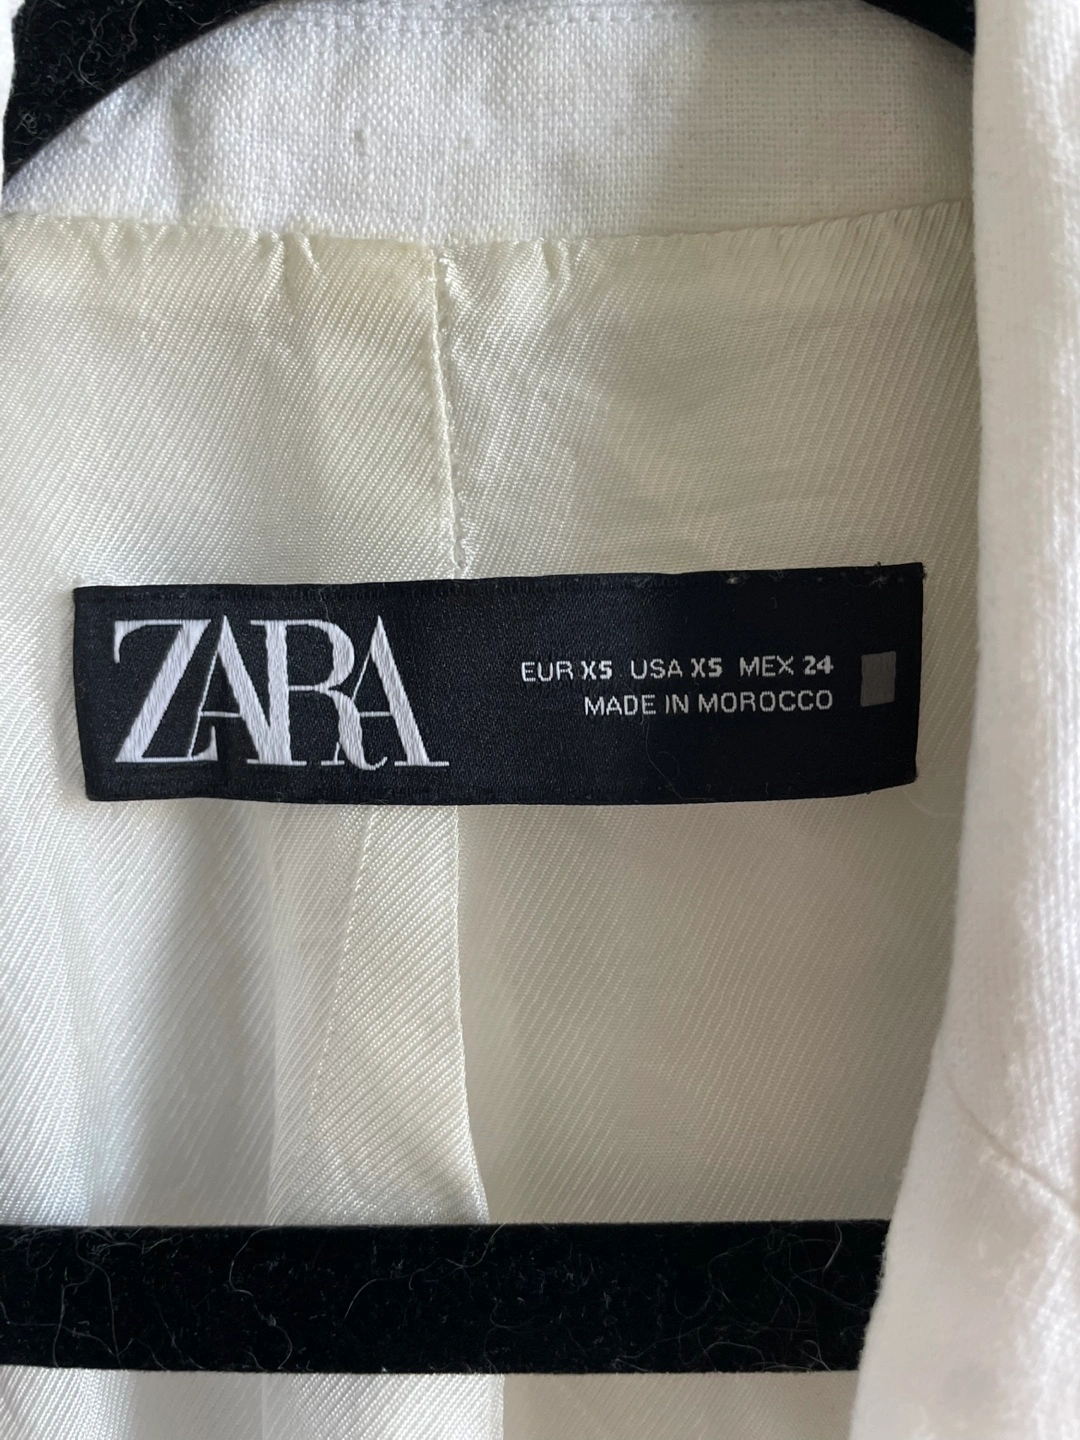 ZARA
EUR XS USA XS MEX 24
MADE IN MOROCCO